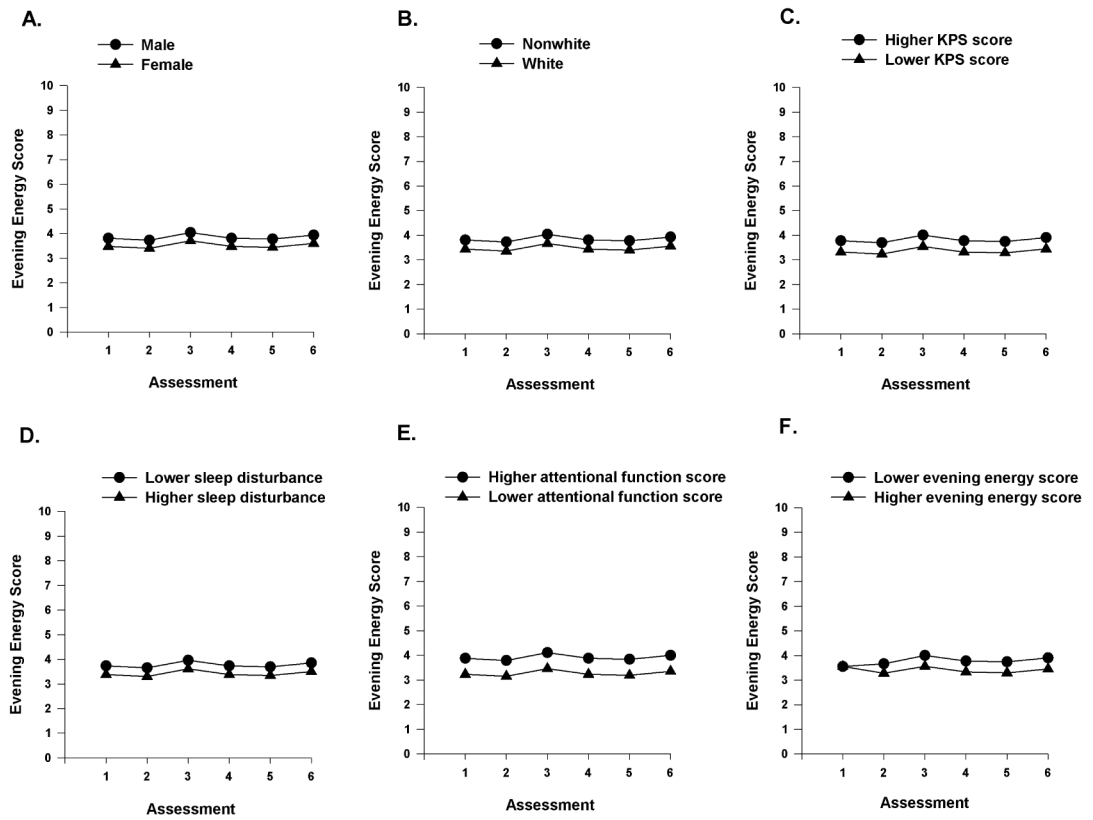 A.
Male
Female
10
9
8
7
6
5
4
3
2
1
0
Evening Energy Score
1 2 3 4 5 6
Assessment
B.
Nonwhite
White
10
9
8
7
6
5
4
3
2
1
0
Evening Energy Score
1 2 3 4 5 6
Assessment
C.
Higher KPS score
Lower KPS score
10
9
8
7
6
5
4
3
2
1
0
Evening Energy Score
1 2 3 4 5 6
Assessment
D.
Lower sleep disturbance
Higher sleep disturbance
10
9
8
7
6
5
4
3
2
1
0
Evening Energy Score
1 2 3 4 5 6
Assessment
E.
Higher attentional function score
Lower attentional function score
10
9
8
7
6
5
4
3
2
1
0
Evening Energy Score
1 2 3 4 5 6
Assessment
F.
Lower evening energy score
Higher evening energy score
10
9
8
7
6
5
4
3
2
1
0
Evening Energy Score
1 2 3 4 5 6
Assessment